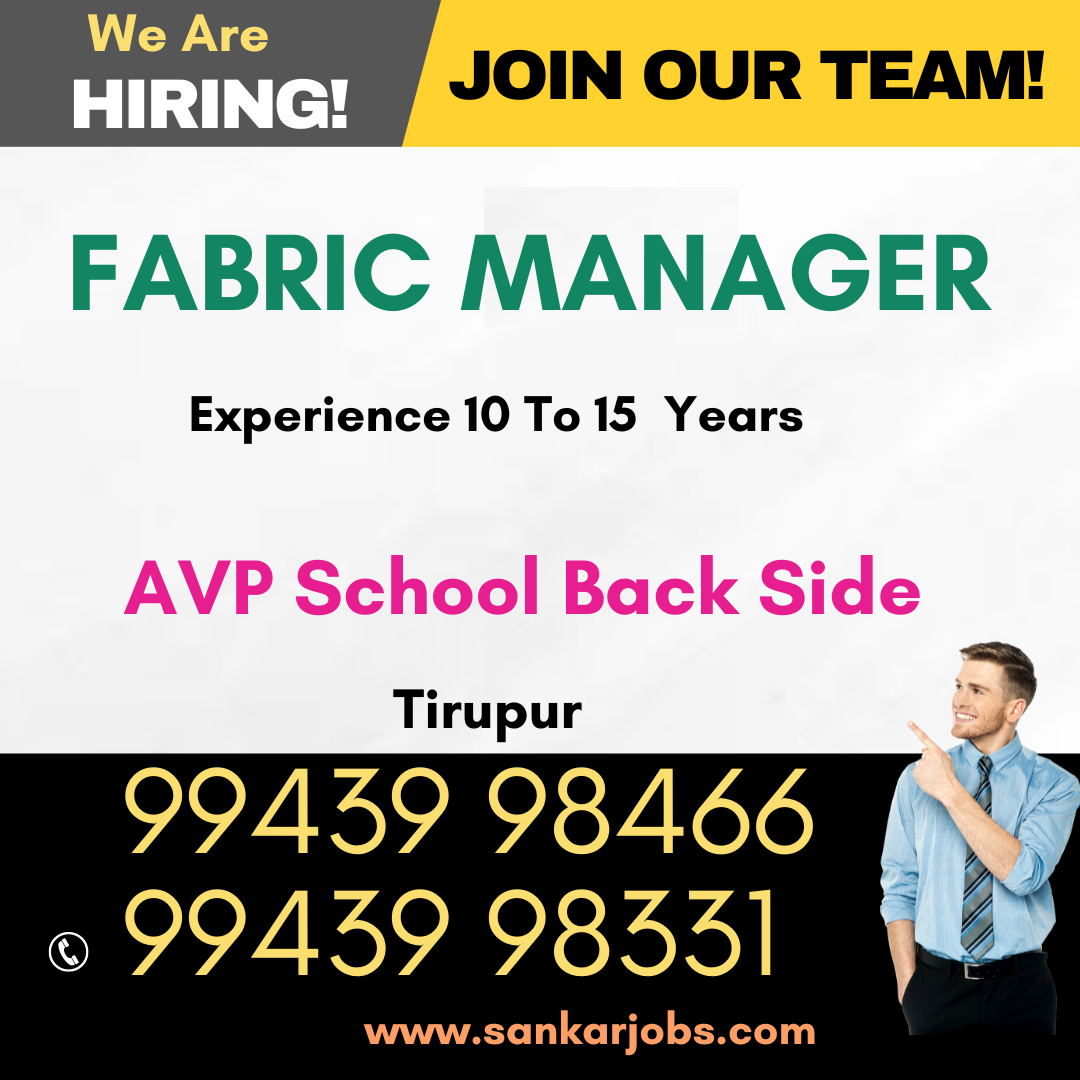 We Are
HIRING!
JOIN OUR TEAM!
FABRIC MANAGER
Experience 10 To 15 Years
AVP School Back Side
Tirupur
99439 98466
99439 98331
www.sankarjobs.com